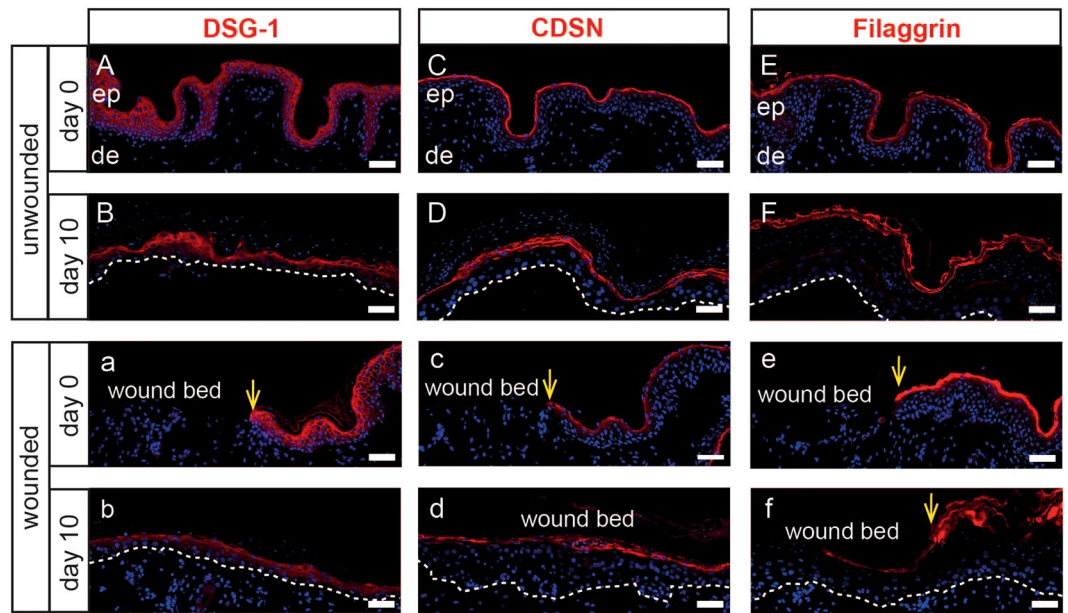 DSG-1
CDSN
Filaggrin
unwounded
day 0
A
ep
de
C
ep
de
E
ep
de
day 10
B
D
F
wounded
day 0
a
wound bed
c
wound bed
e
wound bed
day 10
b
d
wound bed
f
wound bed